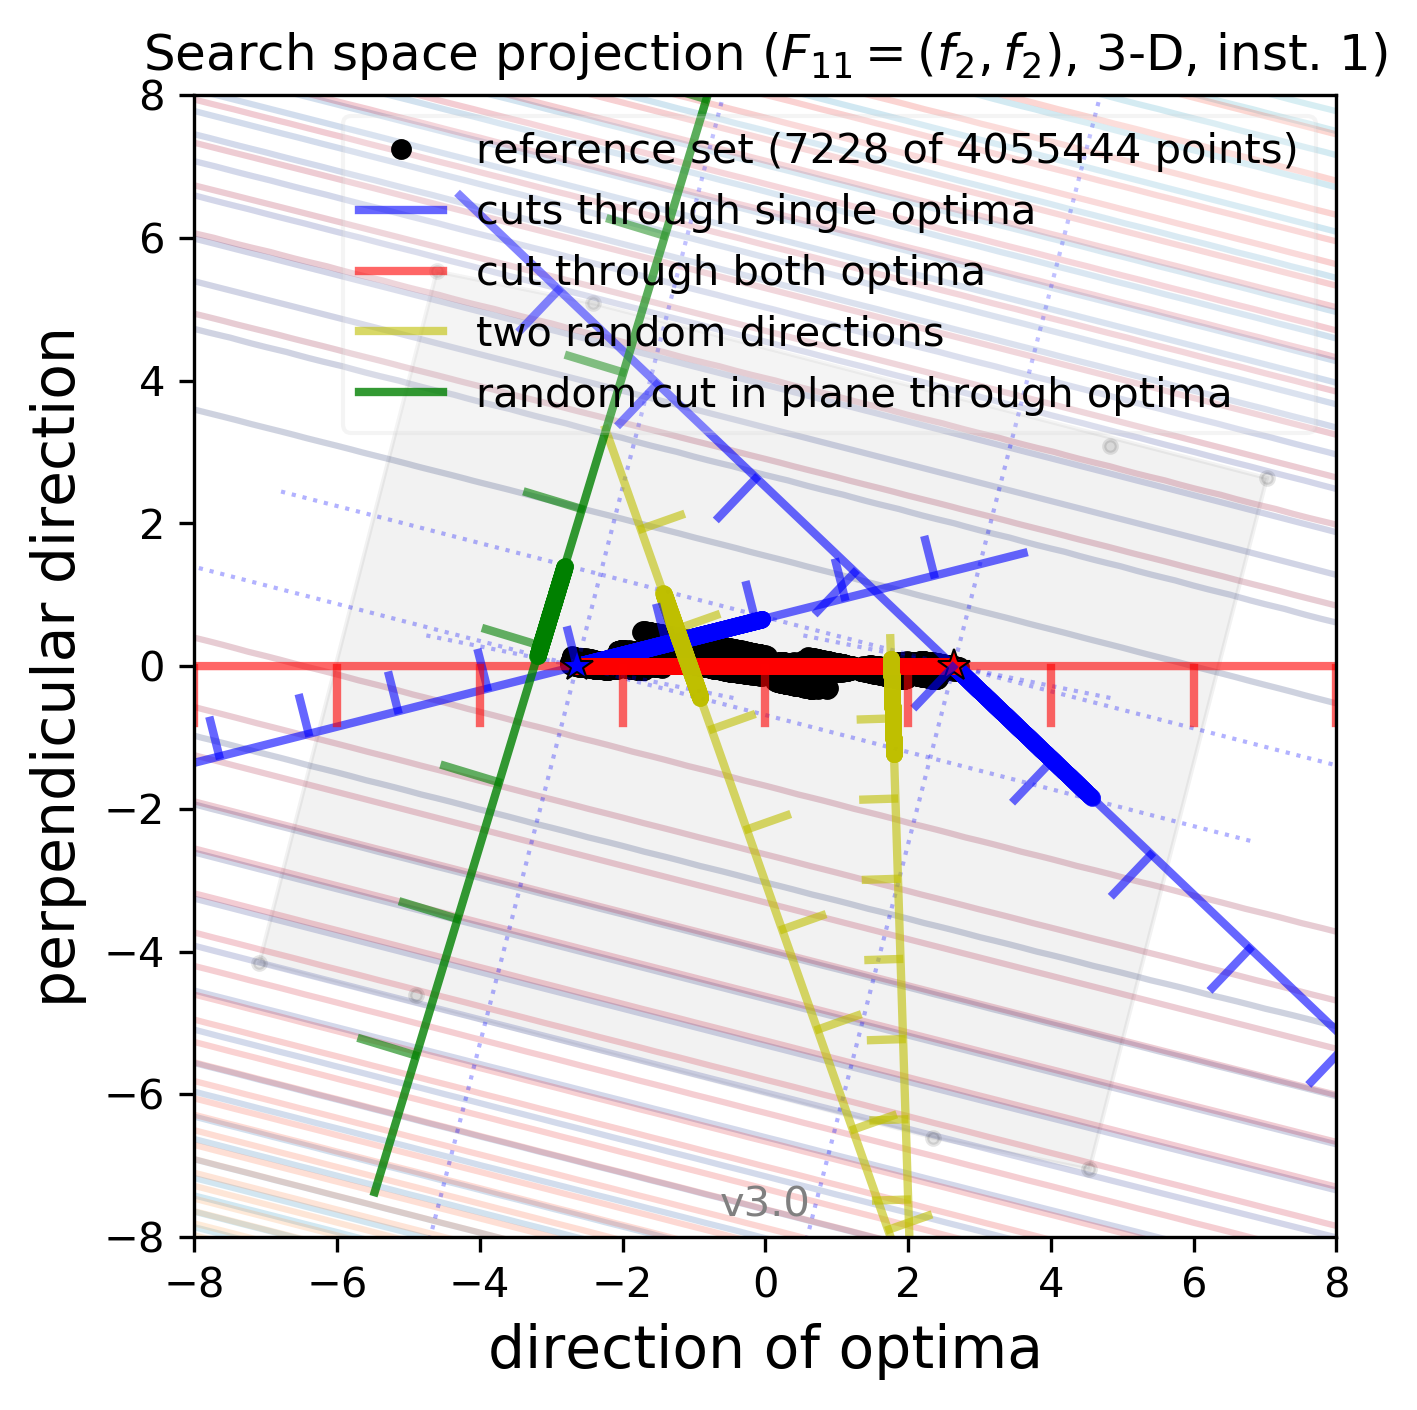 Search space projection (F₁₁ = (f₂, f₂), 3-D, inst. 1)
reference set (7228 of 4055444 points)
cuts through single optima
cut through both optima
two random directions
random cut in plane through optima
perpendicular direction
8
6
4
2
0
−2
−4
−6
−8
v3.0
−8 −6 −4 −2 0 2 4 6 8
direction of optima